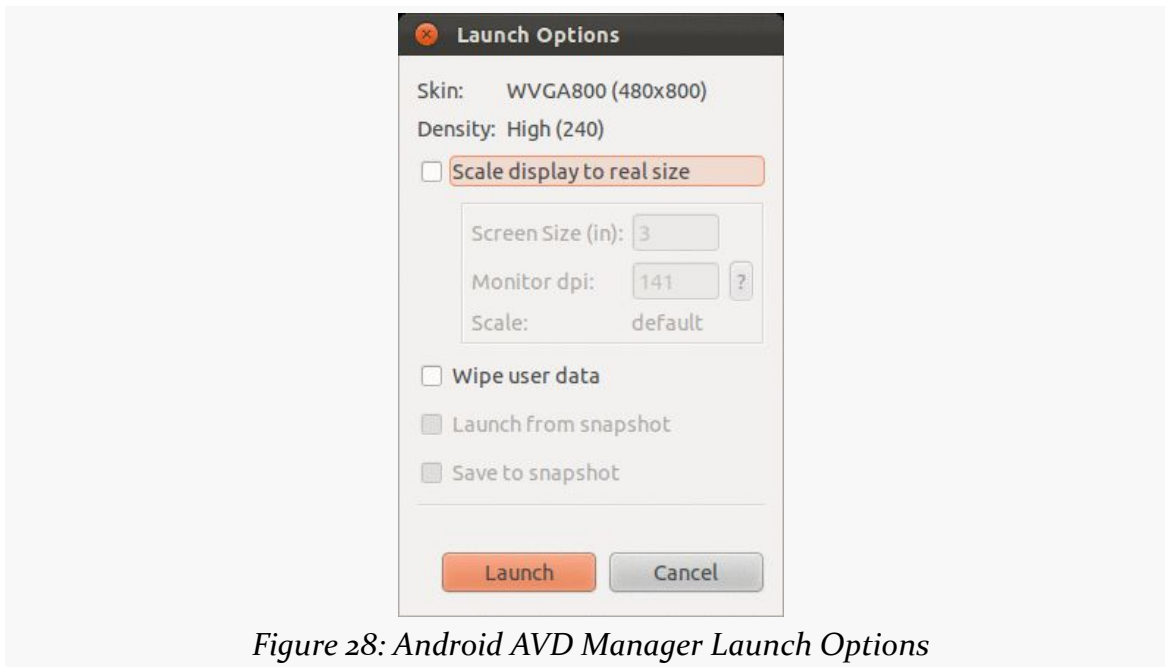 Launch Options
Skin: WVGA800 (480x800)
Density: High (240)
Scale display to real size
Screen Size (in): 3
Monitor dpi: 141 ?
Scale: default
Wipe user data
Launch from snapshot
Save to snapshot
Launch Cancel
Figure 28: Android AVD Manager Launch Options